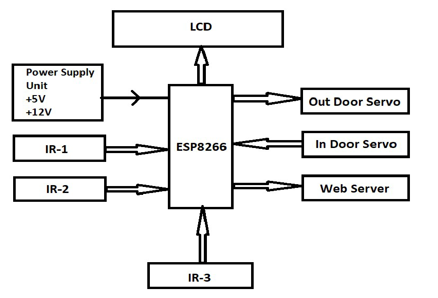 LCD
Power Supply
Unit
+5V
+12V
Out Door Servo
ESP8266
IR-1
In Door Servo
IR-2
Web Server
IR-3